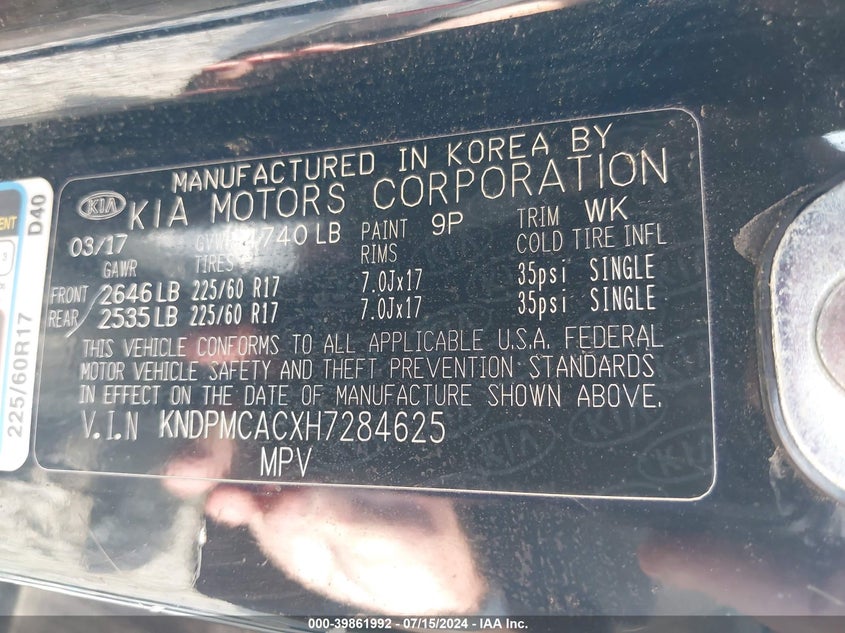 MANUFACTURED IN KOREA BY
KIA KIA MOTORS CORPORATION
03/17 4740 LB PAINT 9P TRIM WK
GAWR TIRES RIMS COLD TIRE INFL
FRONT 2646 LB 225/60 R17 7.0Jx17 35psi SINGLE
REAR 2535 LB 225/60 R17 7.0Jx17 35psi SINGLE
THIS VEHICLE CONFORMS TO ALL APPLICABLE U.S.A. FEDERAL
MOTOR VEHICLE SAFETY AND THEFT PREVENTION STANDARDS
IN EFFECT ON THE DATE OF MANUFACTURE SHOWN ABOVE.
V.I.N KNDPMCACXH7284625
MPV
225/60R17 D40
000-39861992 - 07/15/2024 - IAA Inc.